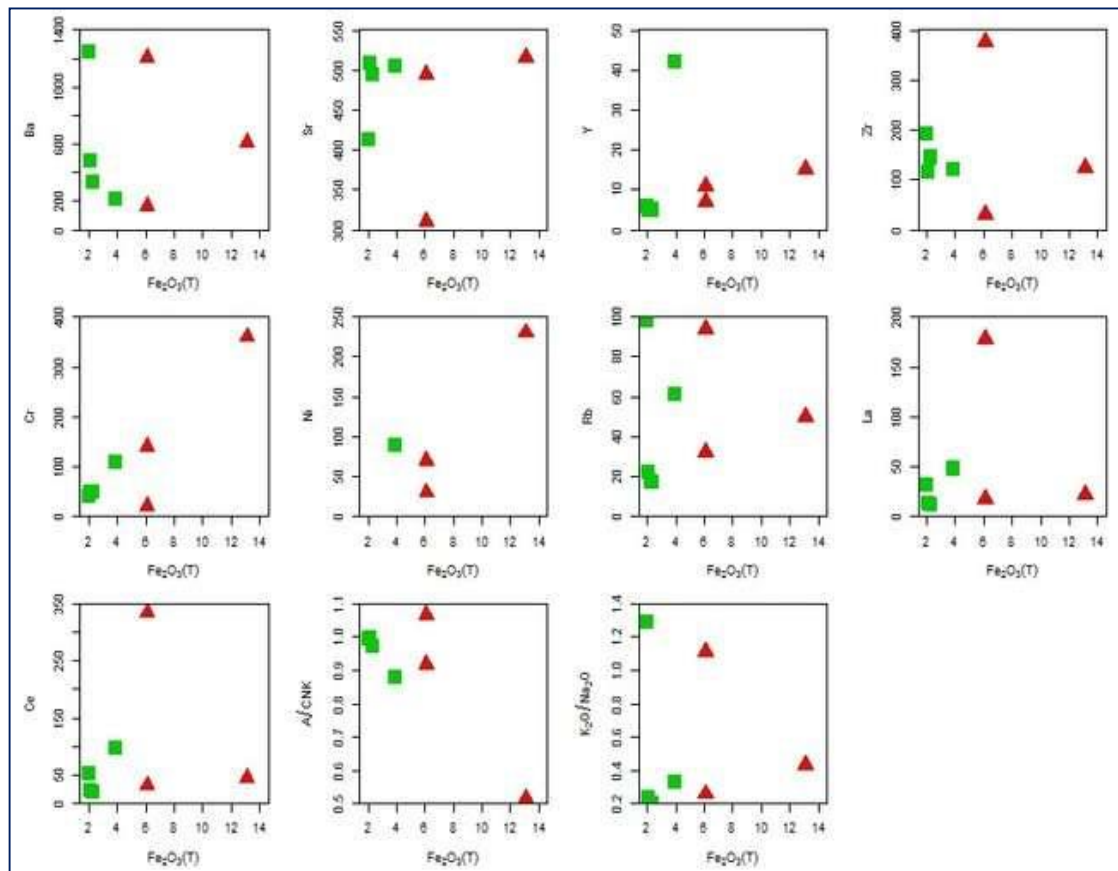 Ba
0 200 600 1000 1400
2 4 6 8 10 12 14
Fe₂O₃(T)
Sr
300 350 400 450 500 550
2 4 6 8 10 12 14
Fe₂O₃(T)
Y
0 10 20 30 40 50
2 4 6 8 10 12 14
Fe₂O₃(T)
Zr
0 100 200 300 400
2 4 6 8 10 12 14
Fe₂O₃(T)
Cr
0 100 200 300 400
2 4 6 8 10 12 14
Fe₂O₃(T)
Ni
0 50 100 150 200 250
2 4 6 8 10 12 14
Fe₂O₃(T)
Rb
0 20 40 60 80 100
2 4 6 8 10 12 14
Fe₂O₃(T)
La
0 50 100 150 200
2 4 6 8 10 12 14
Fe₂O₃(T)
Ce
0 50 150 250 350
2 4 6 8 10 12 14
Fe₂O₃(T)
A/CNK
0.5 0.6 0.7 0.8 0.9 1.0 1.1
2 4 6 8 10 12 14
Fe₂O₃(T)
K₂O/Na₂O
0.2 0.4 0.6 0.8 1.0 1.2 1.4
2 4 6 8 10 12 14
Fe₂O₃(T)